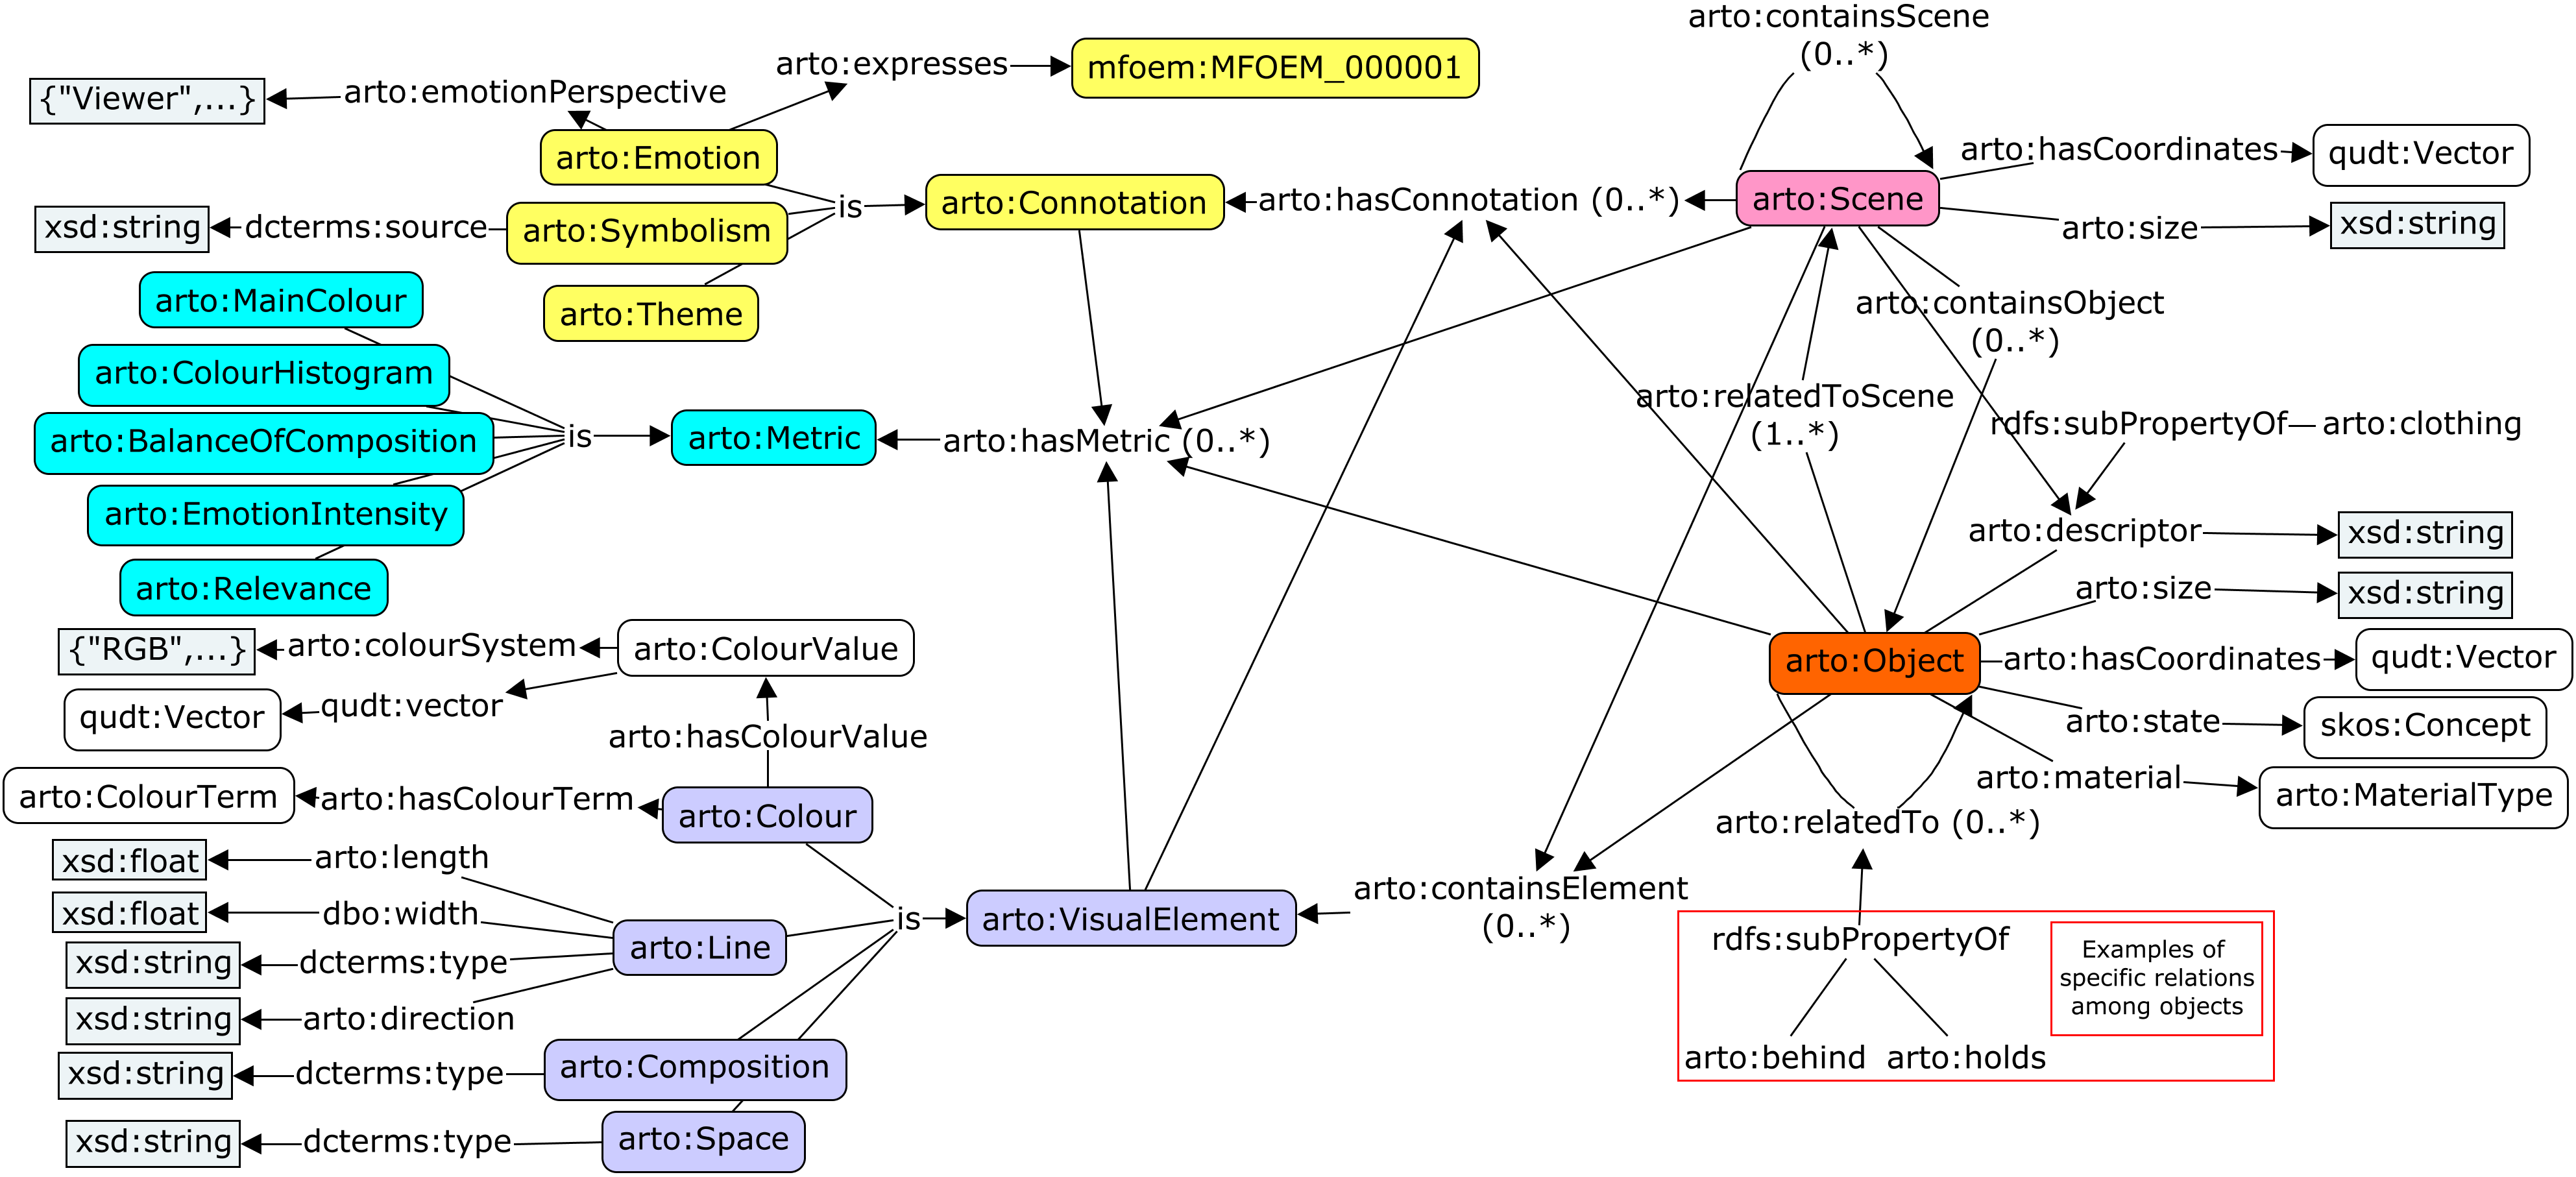 arto:containsScene
(0..*)
arto:expresses
mfoem:MFOEM_000001
{"Viewer",...}
arto:emotionPerspective
arto:Emotion
arto:hasCoordinates
qudt:Vector
xsd:string
dcterms:source
arto:Symbolism
is
arto:Connotation
arto:hasConnotation (0..*)
arto:Scene
arto:size
xsd:string
arto:Theme
arto:MainColour
arto:ColourHistogram
arto:BalanceOfComposition
arto:EmotionIntensity
arto:Relevance
is
arto:Metric
arto:hasMetric (0..*)
arto:containsObject
(0..*)
arto:relatedToScene
(1..*)
rdfs:subPropertyOf
arto:clothing
arto:descriptor
xsd:string
arto:size
xsd:string
arto:Object
arto:hasCoordinates
qudt:Vector
arto:state
skos:Concept
arto:material
arto:MaterialType
arto:relatedTo (0..*)
{"RGB",...}
arto:colourSystem
arto:ColourValue
qudt:Vector
qudt:vector
arto:hasColourValue
arto:ColourTerm
arto:hasColourTerm
arto:Colour
xsd:float
arto:length
xsd:float
dbo:width
arto:Line
xsd:string
dcterms:type
xsd:string
arto:direction
is
arto:VisualElement
arto:containsElement
(0..*)
xsd:string
dcterms:type
arto:Composition
xsd:string
dcterms:type
arto:Space
rdfs:subPropertyOf
Examples of
specific relations
among objects
arto:behind
arto:holds